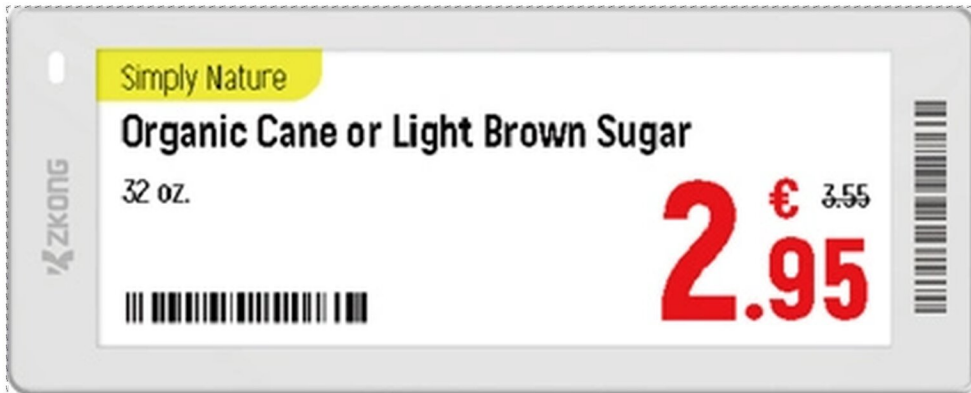 Simply Nature
Organic Cane or Light Brown Sugar
32 oz.
€ 3.55
2.95
ZKONG